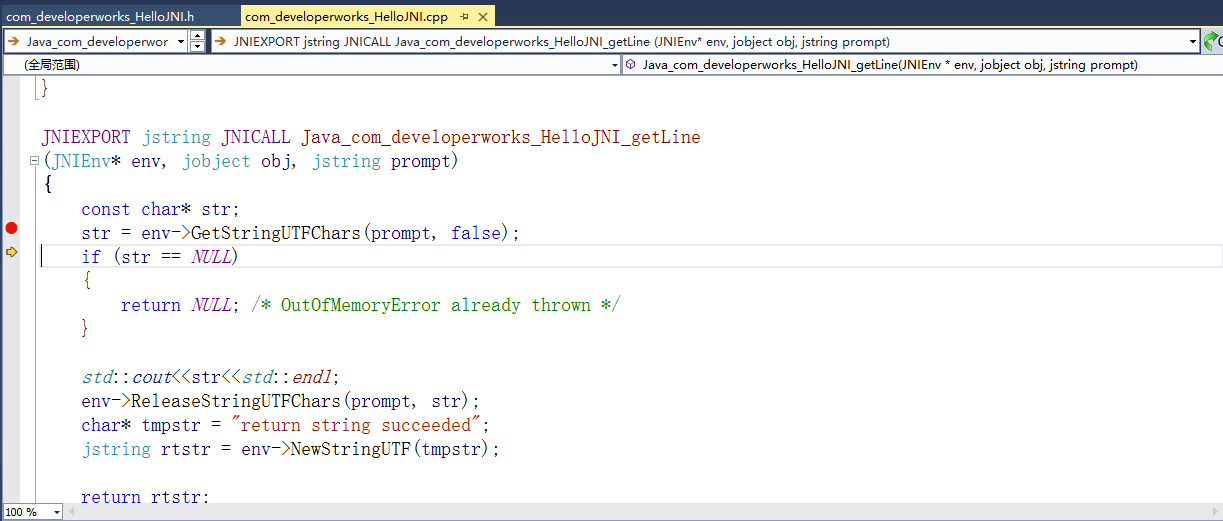 com_developerworks_HelloJNI.h com_developerworks_HelloJNI.cpp
Java_com_developerwor JNIEXPORT jstring JNICALL Java_com_developerworks_HelloJNI_getLine (JNIEnv* env, jobject obj, jstring prompt)
(全局范围) Java_com_developerworks_HelloJNI_getLine(JNIEnv * env, jobject obj, jstring prompt)
}
JNIEXPORT jstring JNICALL Java_com_developerworks_HelloJNI_getLine
(JNIEnv* env, jobject obj, jstring prompt)
{
const char* str;
str = env->GetStringUTFChars(prompt, false);
if (str == NULL)
{
return NULL; /* OutOfMemoryError already thrown */
}
std::cout<<str<<std::endl;
env->ReleaseStringUTFChars(prompt, str);
char* tmpstr = "return string succeeded";
jstring rtstr = env->NewStringUTF(tmpstr);
return rtstr;
100 %